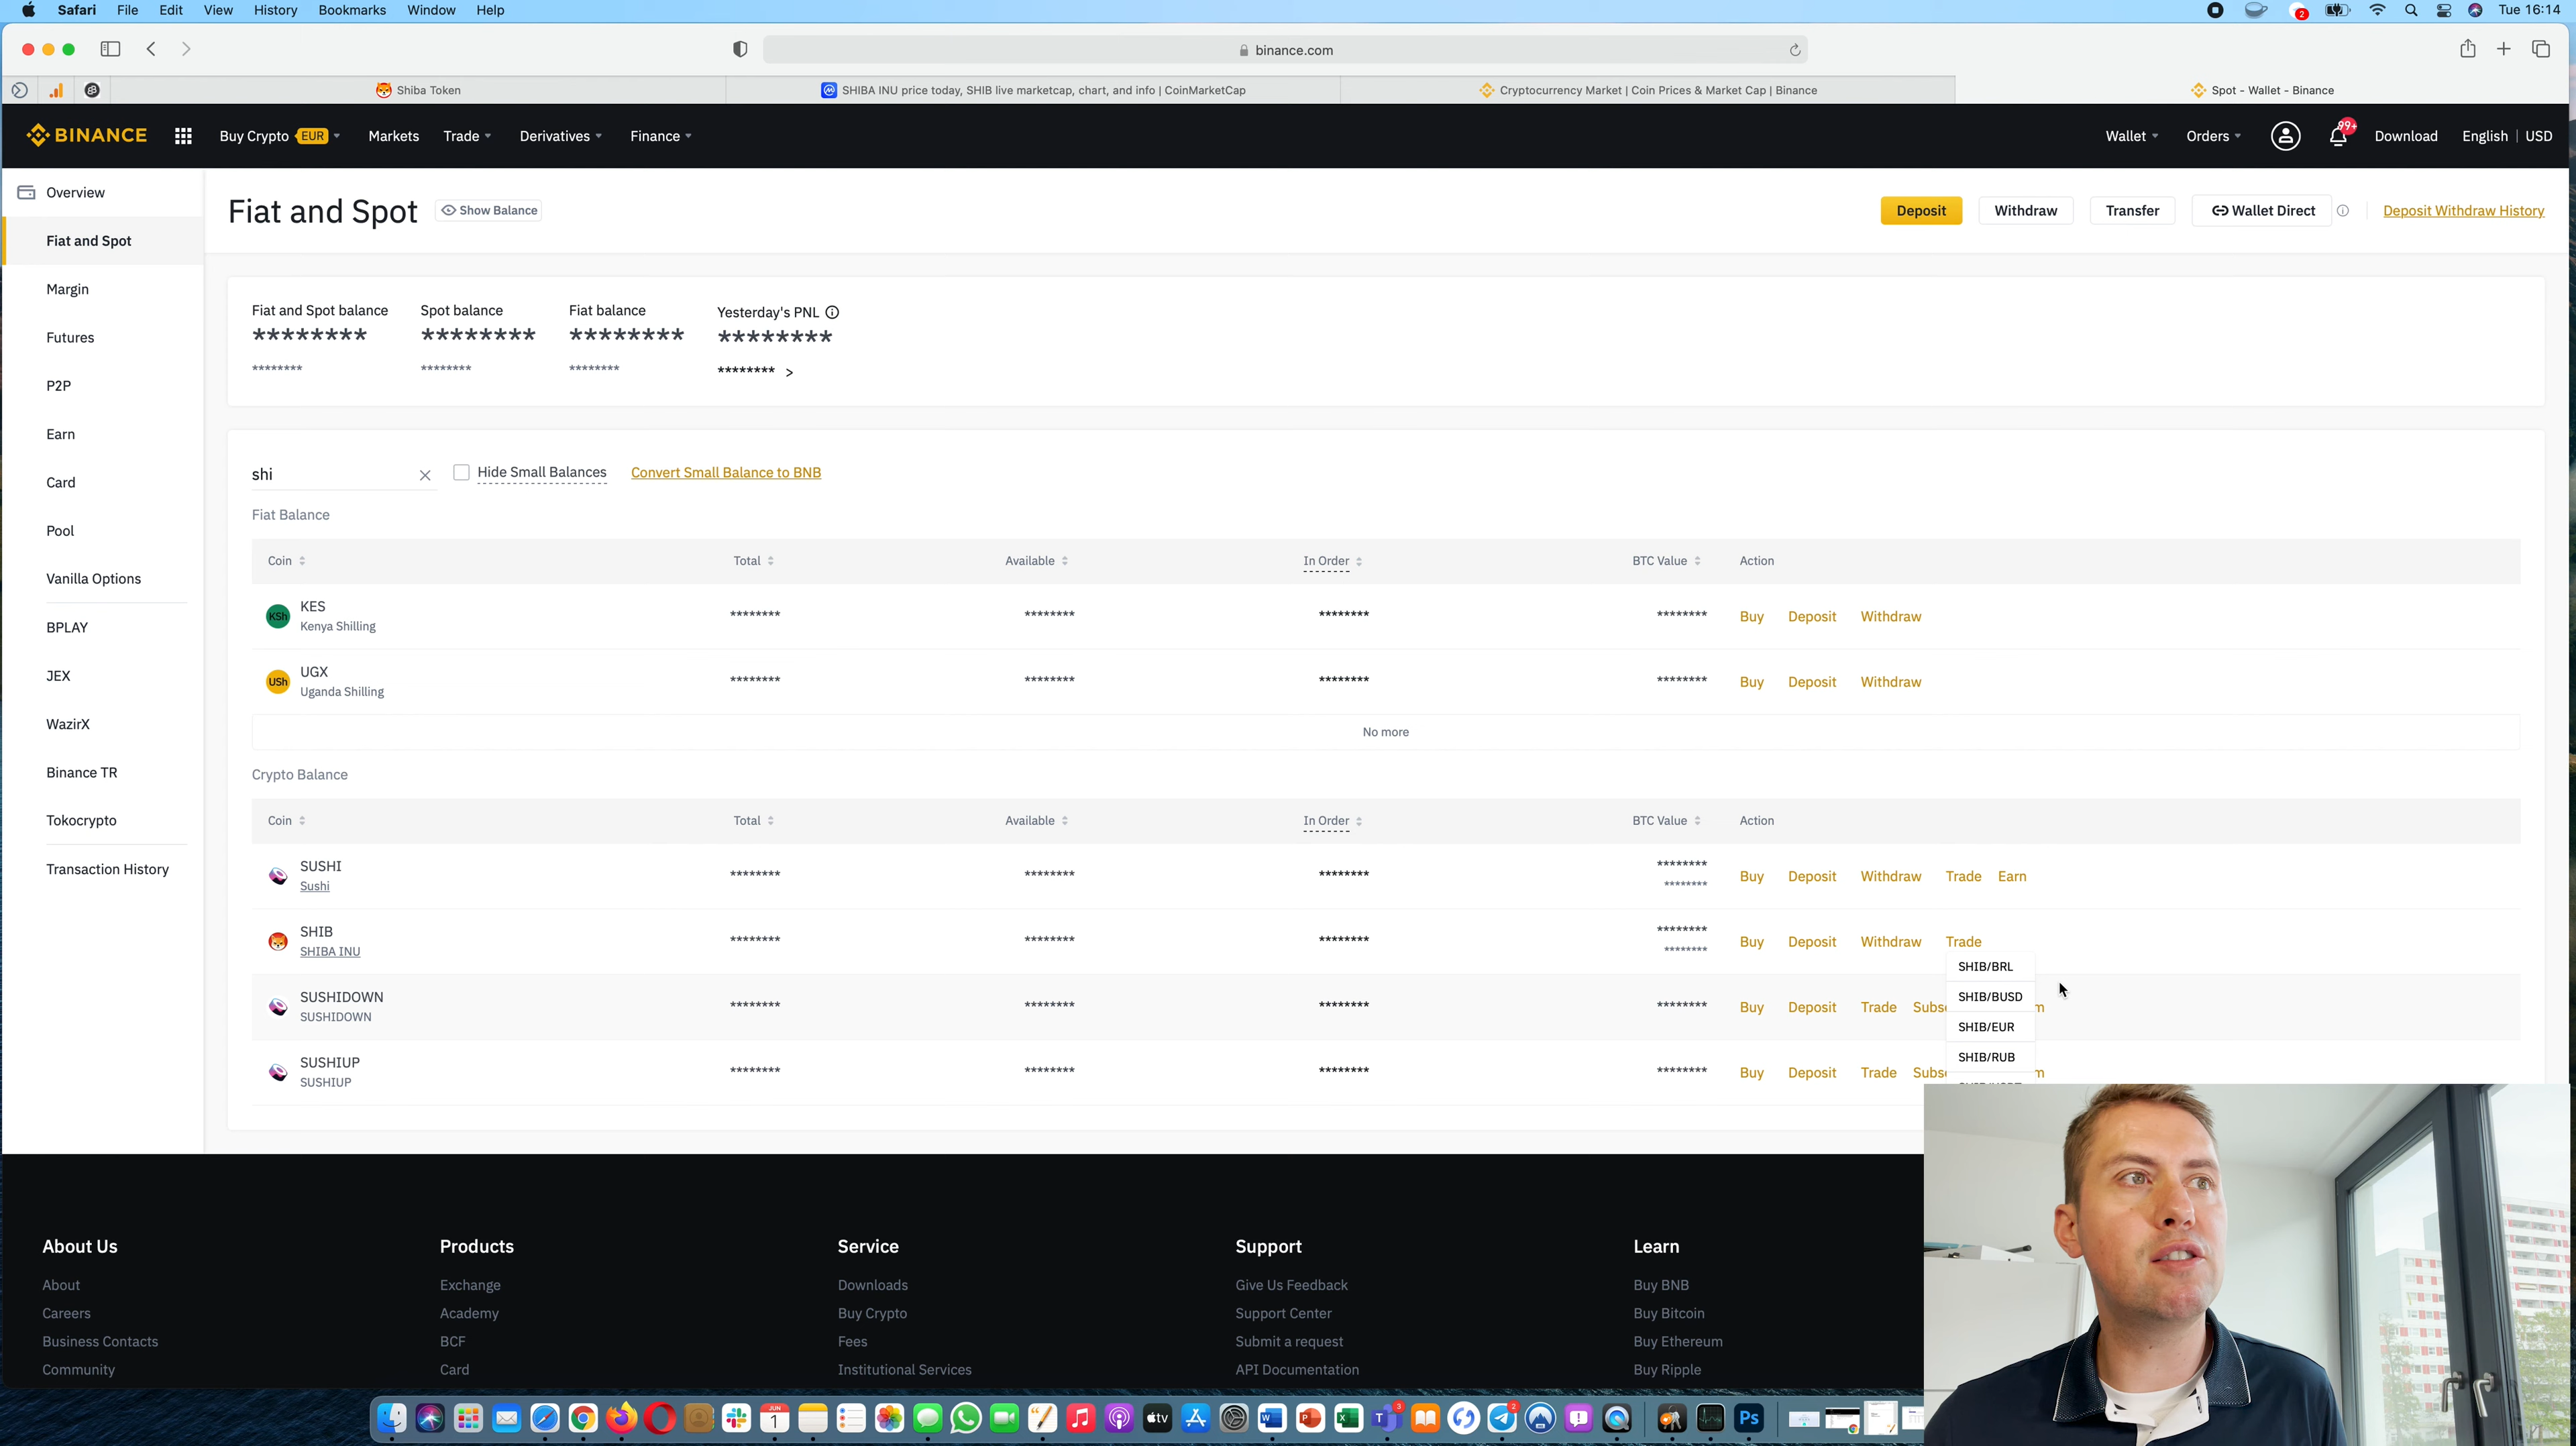 Safari File Edit View History Bookmarks Window Help
2
Tue 16:14
binance.com
Shiba Token
SHIBA INU price today, SHIB live marketcap, chart, and info | CoinMarketCap
Cryptocurrency Market | Coin Prices & Market Cap | Binance
Spot - Wallet - Binance
BINANCE Buy Crypto EUR Markets Trade Derivatives Finance
Wallet Orders 99+ Download English | USD
Overview
Fiat and Spot
Margin
Futures
P2P
Earn
Card
Pool
Vanilla Options
BPLAY
JEX
WazirX
Binance TR
Tokocrypto
Transaction History
Fiat and Spot Show Balance
Deposit Withdraw Transfer Wallet Direct Deposit Withdraw History
Fiat and Spot balance Spot balance Fiat balance Yesterday's PNL
******** ******** ******** ********
******** ******** ******** ******** >
shi Hide Small Balances Convert Small Balance to BNB
Fiat Balance
Coin Total Available In Order BTC Value Action
KSh KES ******** ******** ******** ******** Buy Deposit Withdraw
Kenya Shilling
USh UGX ******** ******** ******** ******** Buy Deposit Withdraw
Uganda Shilling
No more
Crypto Balance
Coin Total Available In Order BTC Value Action
SUSHI ******** ******** ******** ******** Buy Deposit Withdraw Trade Earn
Sushi ********
SHIB ******** ******** ******** ******** Buy Deposit Withdraw Trade
SHIBA INU ********
SHIB/BRL
SHIB/BUSD
SHIB/EUR
SHIB/RUB
SUSHIDOWN ******** ******** ******** ******** Buy Deposit Trade
SUSHIDOWN
SUSHIUP ******** ******** ******** ******** Buy Deposit Trade
SUSHIUP
About Us
About
Careers
Business Contacts
Community
Products
Exchange
Academy
BCF
Card
Service
Downloads
Buy Crypto
Fees
Institutional Services
Support
Give Us Feedback
Support Center
Submit a request
API Documentation
Learn
Buy BNB
Buy Bitcoin
Buy Ethereum
Buy Ripple
JUN
1
tv
3
2
Ps